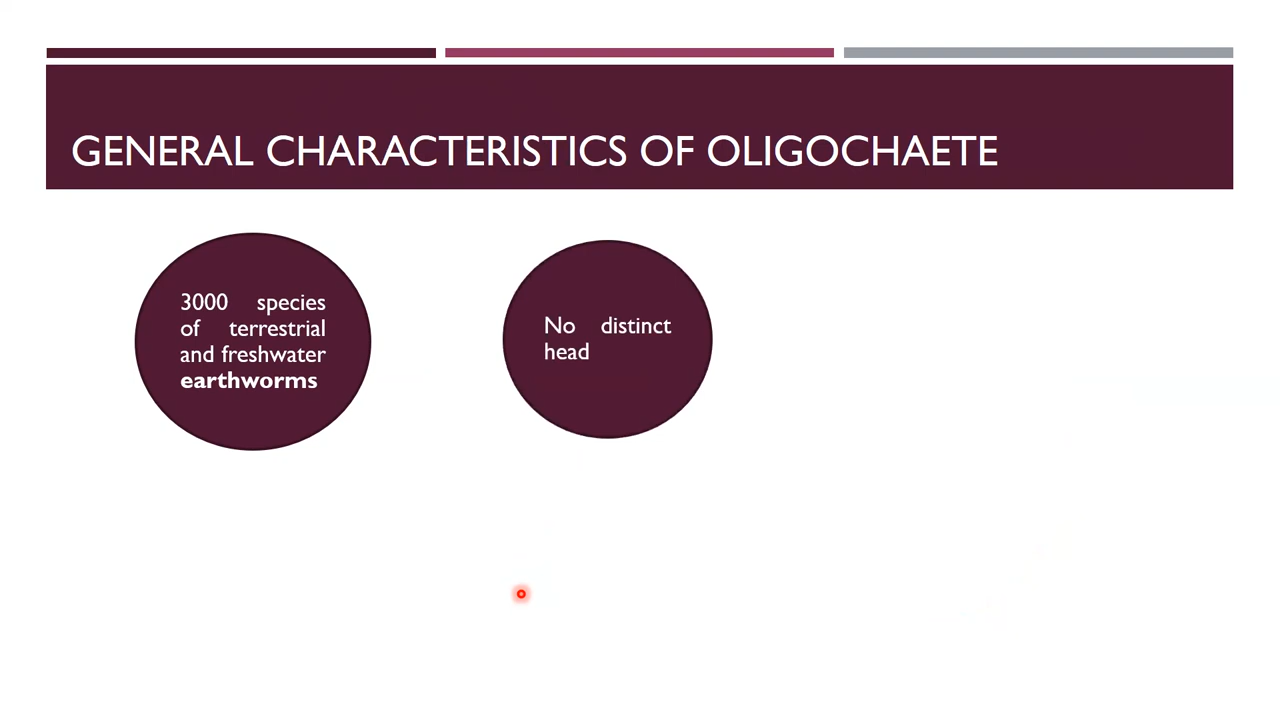 GENERAL CHARACTERISTICS OF OLIGOCHAETE
3000 species
of terrestrial
and freshwater
earthworms
No distinct
head